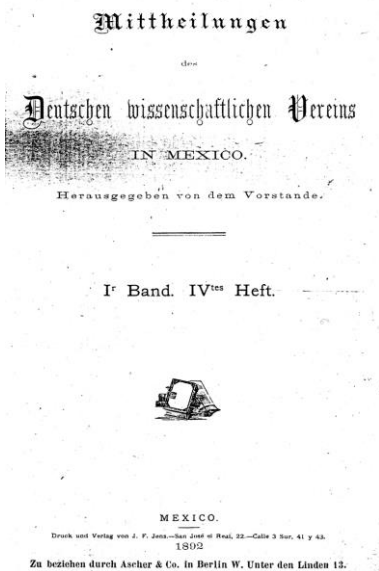 Mittheilungen
des
Deutschen wissenschaftlichen Vereins
IN MEXICO.
Herausgegeben von dem Vorstande.
Iʳ Band. IVᵗᵉˢ Heft.
MEXICO.
Druck und Verlag von J. F. Jens.—San José el Real, 22.—Calle 3 Sur, 41 y 43.
1892
Zu beziehen durch Ascher & Co. in Berlin W. Unter den Linden 13.